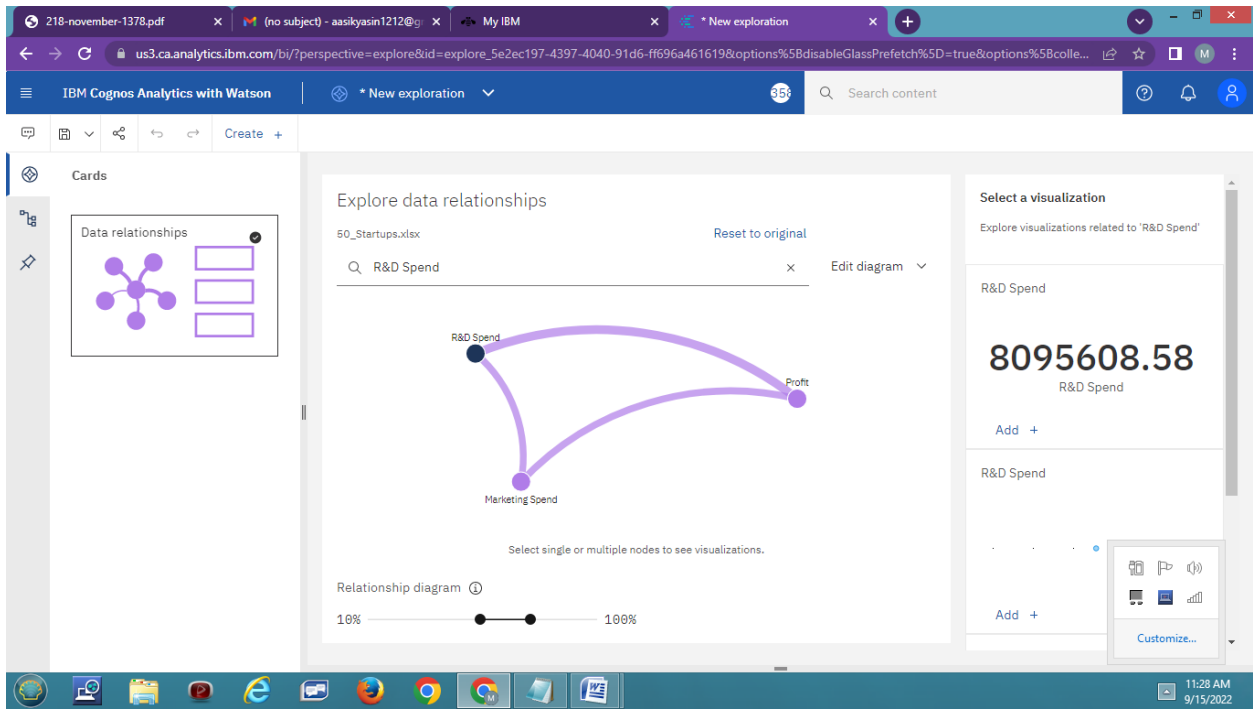 218-november-1378.pdf
(no subject) - aasikyasin1212@g
My IBM
* New exploration
us3.ca.analytics.ibm.com/bi/?perspective=explore&id=explore_5e2ec197-4397-4040-91d6-ff696a461619&options%5BdisableGlassPrefetch%5D=true&options%5Bcolle...
M
IBM Cognos Analytics with Watson
* New exploration
Search content
Create +
Cards
Data relationships
Explore data relationships
50_Startups.xlsx
Reset to original
R&D Spend
Edit diagram
R&D Spend
Profit
Marketing Spend
Select single or multiple nodes to see visualizations.
Relationship diagram
10%
100%
Select a visualization
Explore visualizations related to 'R&D Spend'
R&D Spend
8095608.58
R&D Spend
Add +
R&D Spend
Add +
Customize...
11:28 AM
9/15/2022